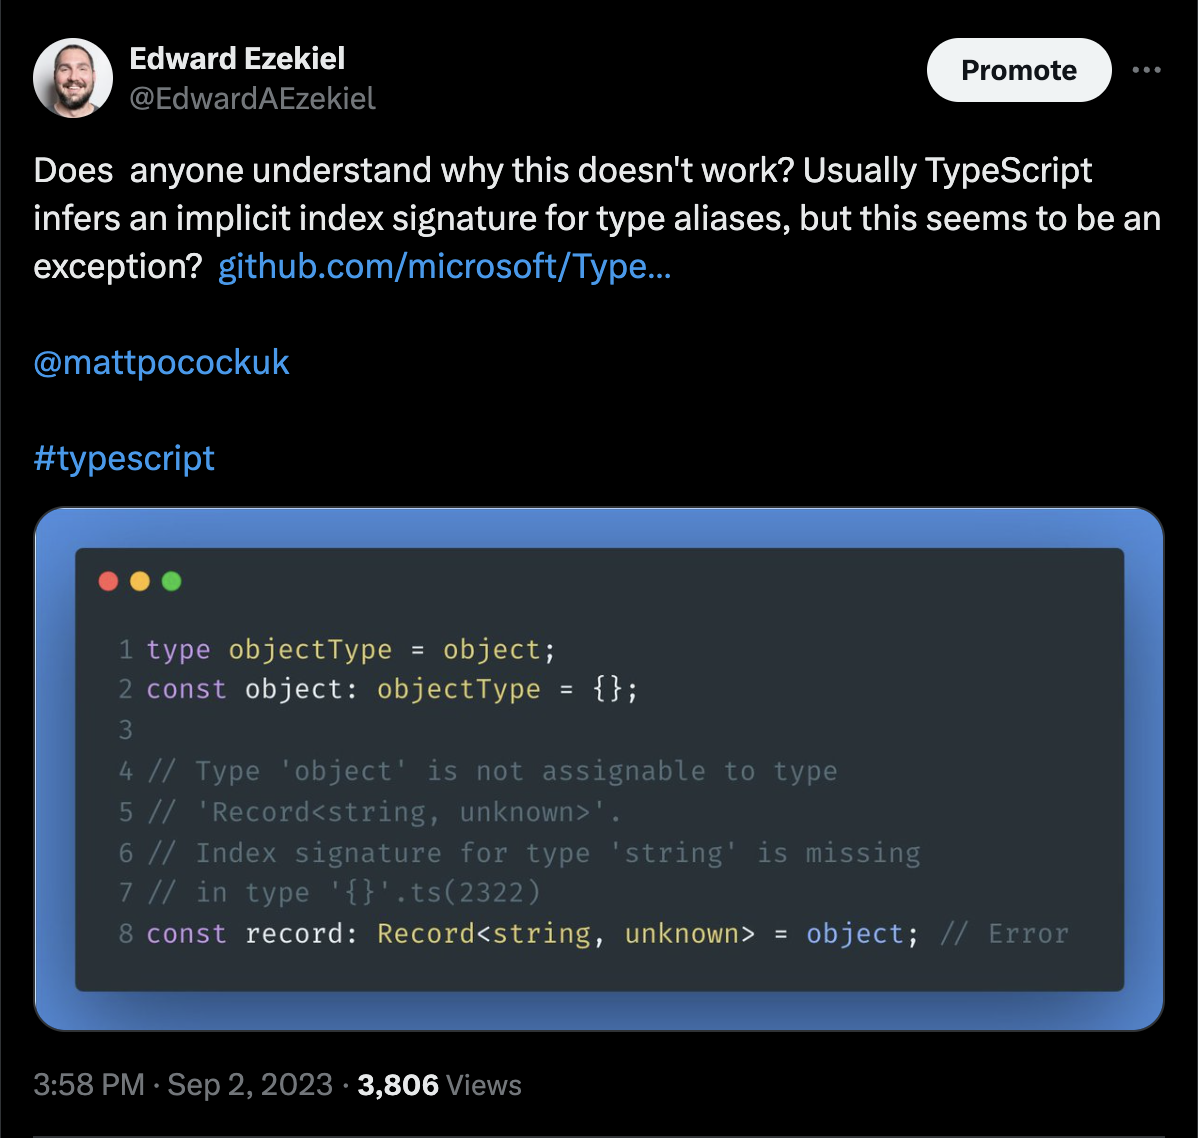 Edward Ezekiel
@EdwardAEzekiel
Promote
Does  anyone understand why this doesn't work? Usually TypeScript
infers an implicit index signature for type aliases, but this seems to be an
exception?  github.com/microsoft/Type…
@mattpocockuk
#typescript
1 type objectType = object;
2 const object: objectType = {};
3
4 // Type 'object' is not assignable to type
5 // 'Record<string, unknown>'.
6 // Index signature for type 'string' is missing
7 // in type '{}'.ts(2322)
8 const record: Record<string, unknown> = object; // Error
3:58 PM · Sep 2, 2023 · 3,806 Views